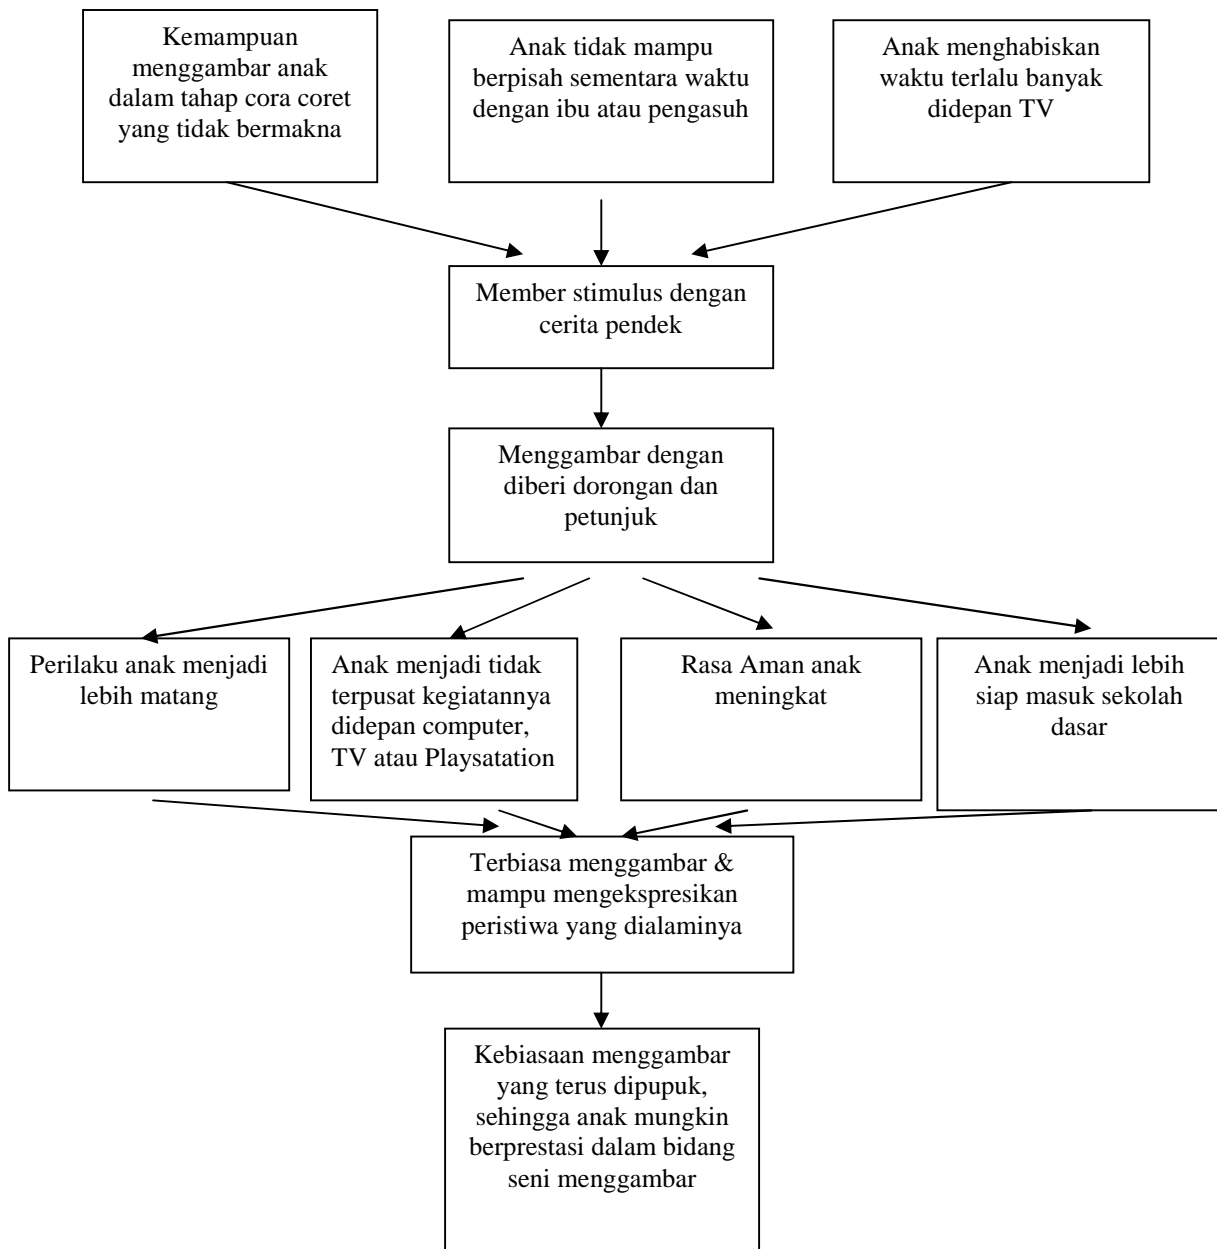 Kemampuan
menggambar anak
dalam tahap cora coret
yang tidak bermakna
Anak tidak mampu
berpisah sementara waktu
dengan ibu atau pengasuh
Anak menghabiskan
waktu terlalu banyak
didepan TV
Member stimulus dengan
cerita pendek
Menggambar dengan
diberi dorongan dan
petunjuk
Perilaku anak menjadi
lebih matang
Anak menjadi tidak
terpusat kegiatannya
didepan computer,
TV atau Playsatation
Rasa Aman anak
meningkat
Anak menjadi lebih
siap masuk sekolah
dasar
Terbiasa menggambar &
mampu mengekspresikan
peristiwa yang dialaminya
Kebiasaan menggambar
yang terus dipupuk,
sehingga anak mungkin
berprestasi dalam bidang
seni menggambar